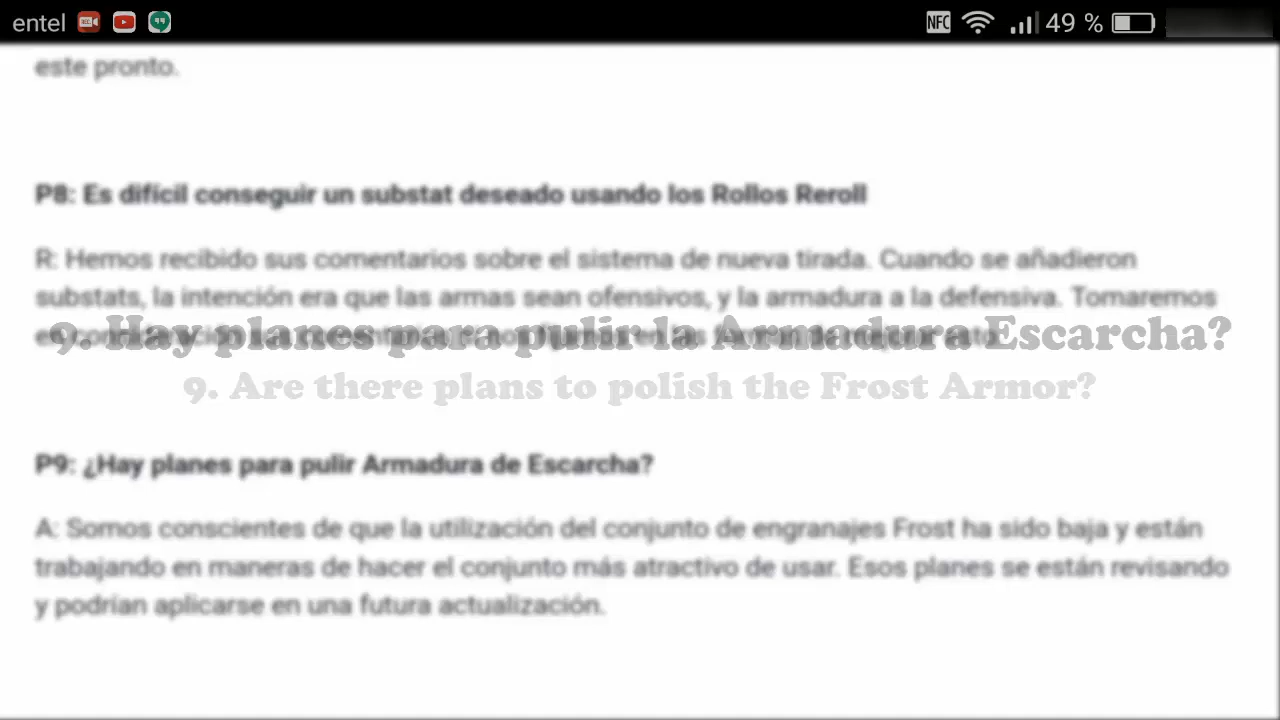 entel
NFC
49 %
este pronto.
P8: Es difícil conseguir un substat deseado usando los Rollos Reroll
R: Hemos recibido sus comentarios sobre el sistema de nueva tirada. Cuando se añadieron
substats, la intención era que las armas sean ofensivos, y la armadura a la defensiva. Tomaremos
9. Hay planes para pulir la Armadura Escarcha?
9. Are there plans to polish the Frost Armor?
P9: ¿Hay planes para pulir Armadura de Escarcha?
A: Somos conscientes de que la utilización del conjunto de engranajes Frost ha sido baja y están
trabajando en maneras de hacer el conjunto más atractivo de usar. Esos planes se están revisando
y podrían aplicarse en una futura actualización.